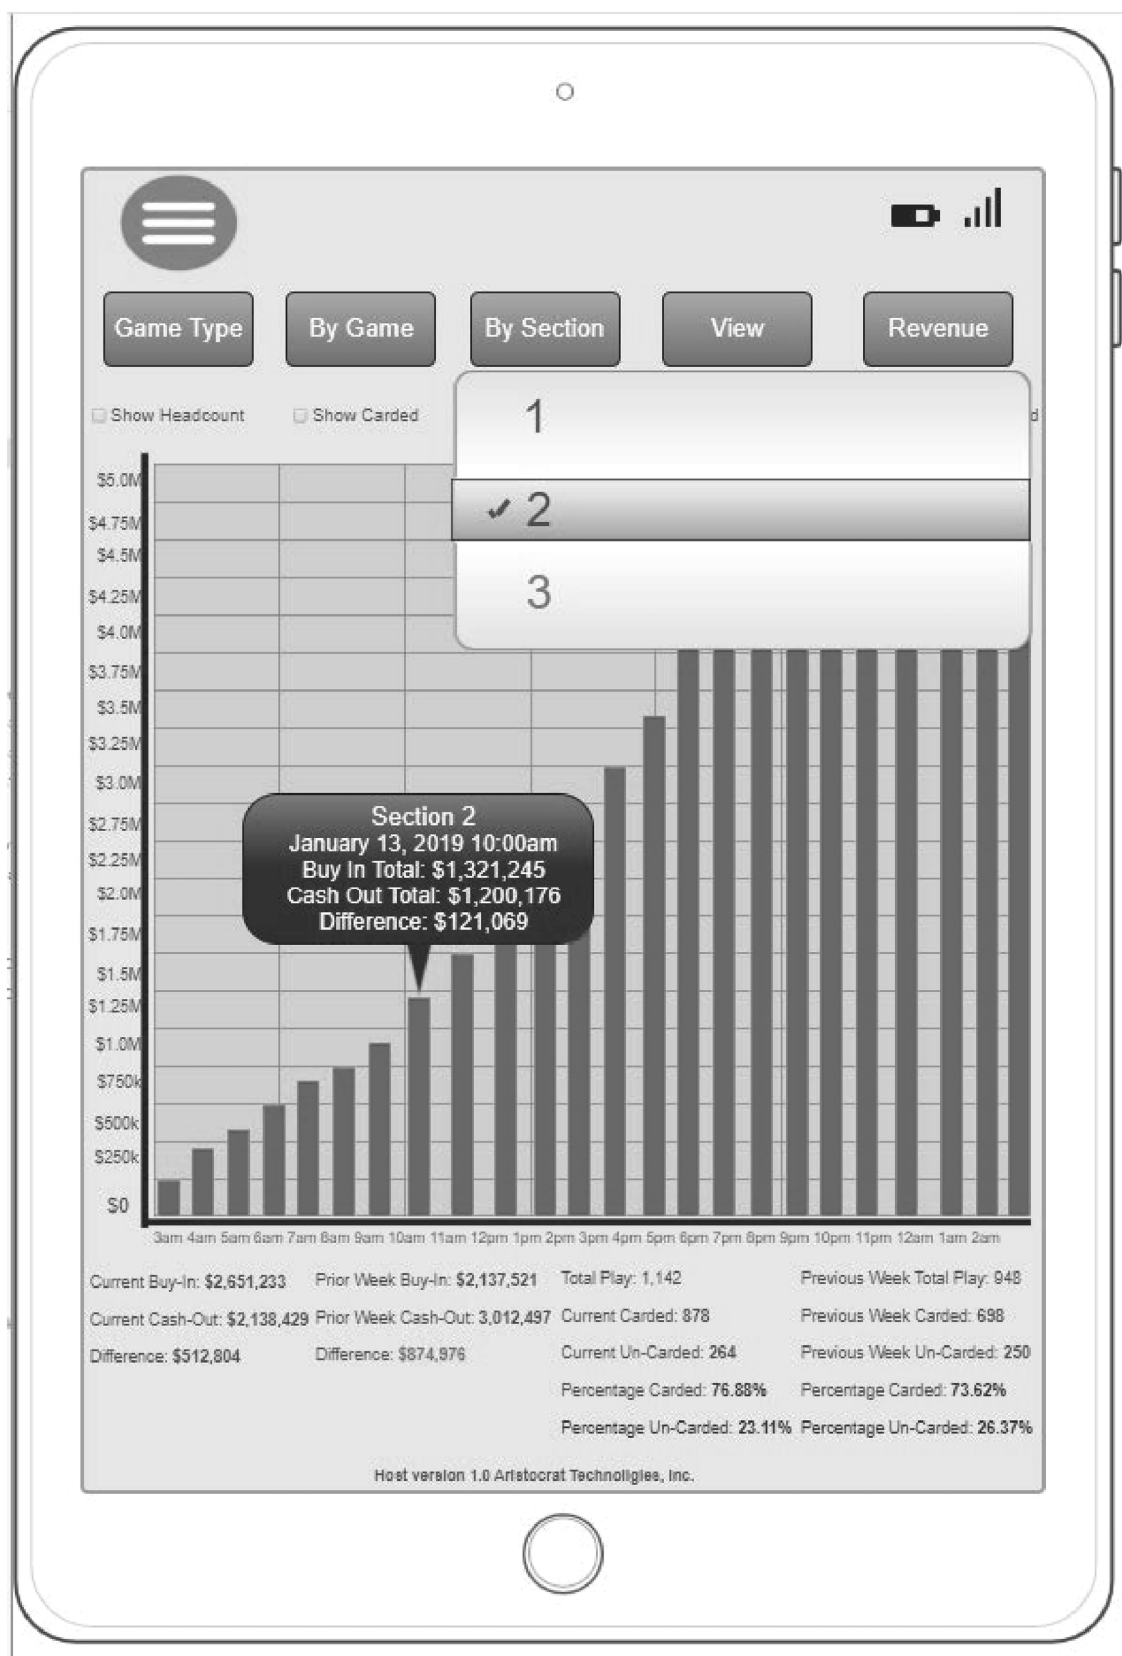 Game Type By Game By Section View Revenue
Show Headcount Show Carded d
1
2
3
$5.0M
$4.75M
$4.5M
$4.25M
$4.0M
$3.75M
$3.5M
$3.25M
$3.0M
$2.75M
$2.25M
$2.0M
$1.75M
$1.5M
$1.25M
$1.0M
$750k
$500k
$250k
$0
Section 2
January 13, 2019 10:00am
Buy In Total: $1,321,245
Cash Out Total: $1,200,176
Difference: $121,069
3am 4am 5am 6am 7am 8am 9am 10am 11am 12pm 1pm 2pm 3pm 4pm 5pm 6pm 7pm 8pm 9pm 10pm 11pm 12am 1am 2am
Current Buy-In: $2,651,233 Prior Week Buy-In: $2,137,521 Total Play: 1,142 Previous Week Total Play: 948
Current Cash-Out: $2,138,429 Prior Week Cash-Out: 3,012,497 Current Carded: 878 Previous Week Carded: 698
Difference: $512,804 Difference: $874,976 Current Un-Carded: 264 Previous Week Un-Carded: 250
Percentage Carded: 76.88% Percentage Carded: 73.62%
Percentage Un-Carded: 23.11% Percentage Un-Carded: 26.37%
Host version 1.0 Aristocrat Technoligies, Inc.